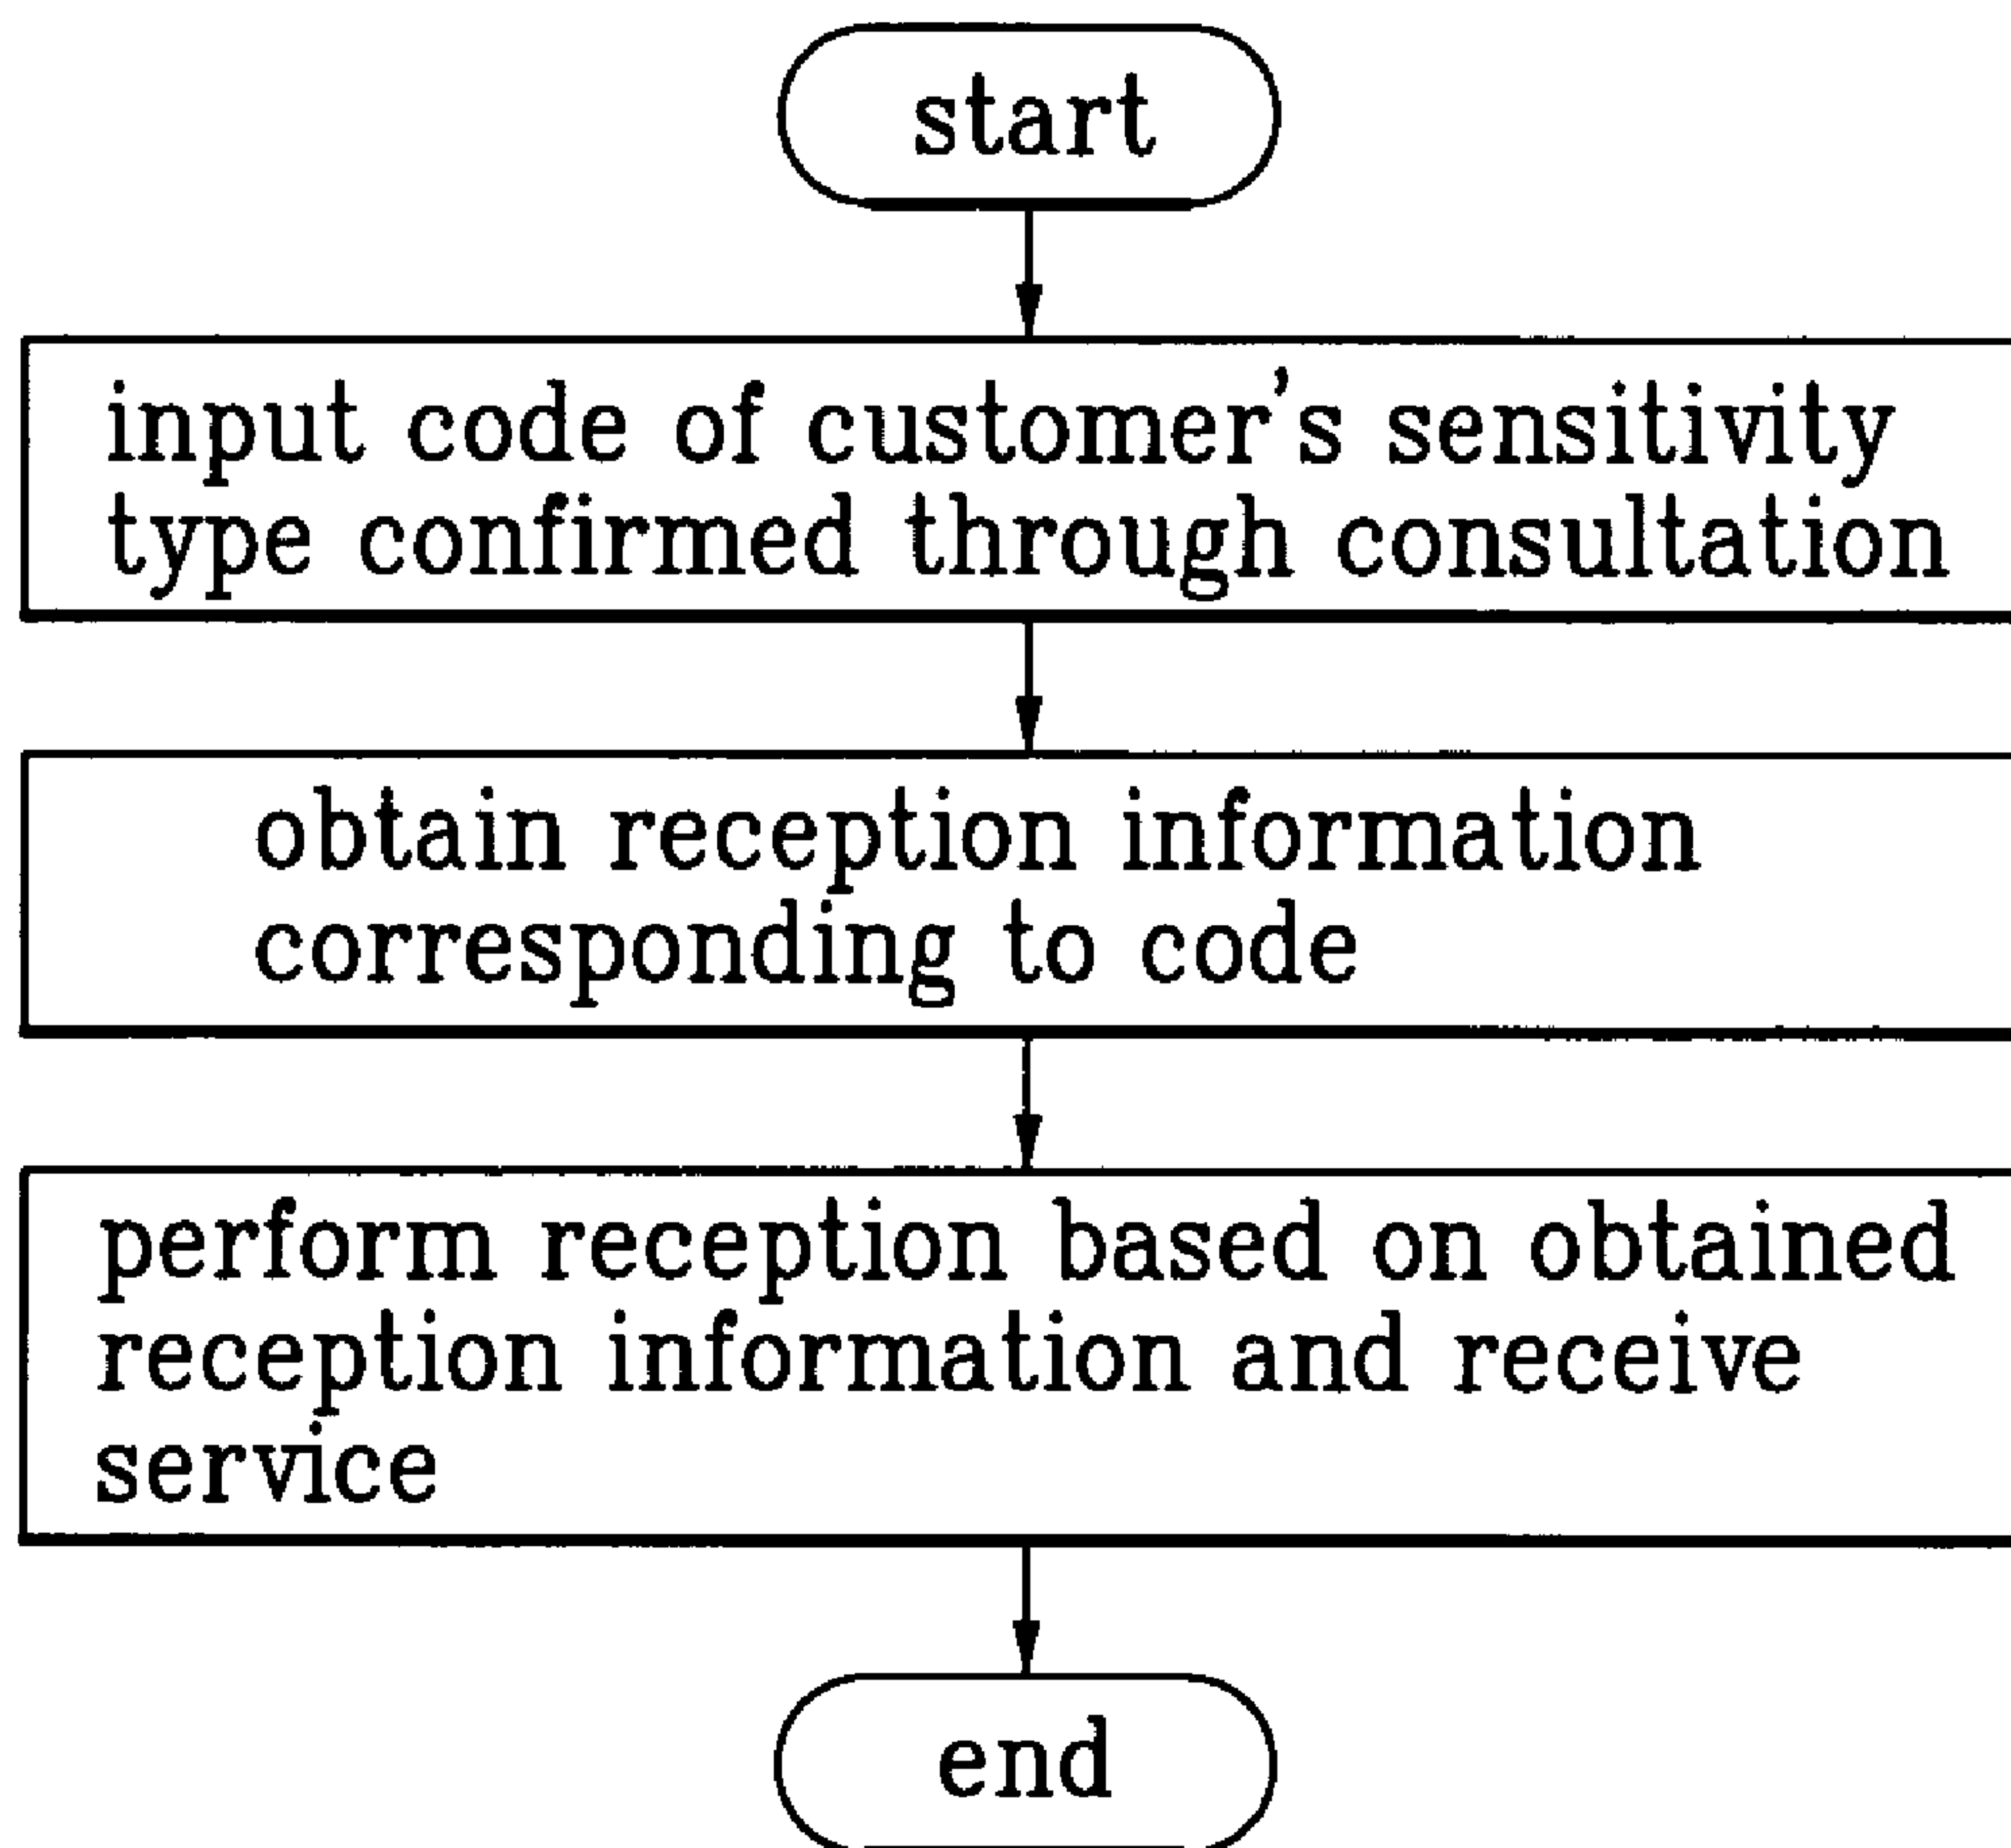 start
input code of customer's sensitivity
type confirmed through consultation
obtain reception information
corresponding to code
perform reception based on obtained
reception information and receive
service
end